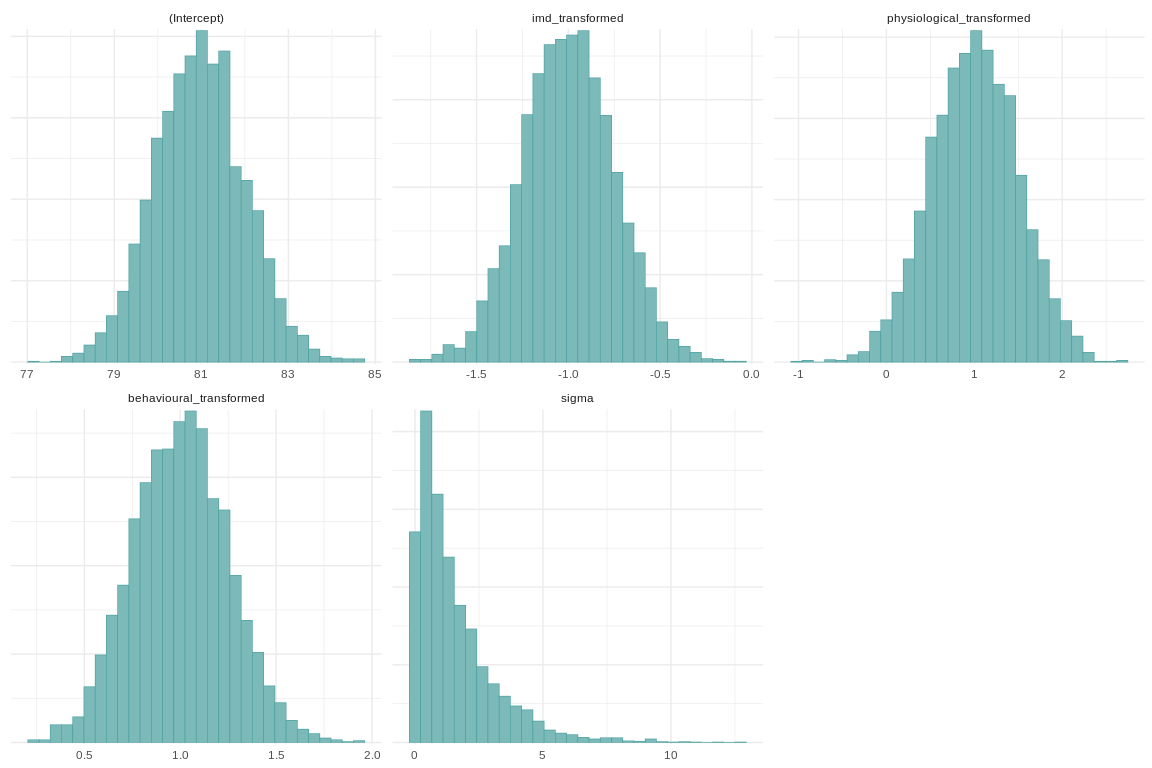 (Intercept)
imd_transformed
physiological_transformed
77 79 81 83 85
-1.5 -1.0 -0.5 0.0
-1 0 1 2
behavioural_transformed
sigma
0.5 1.0 1.5 2.0
0 5 10